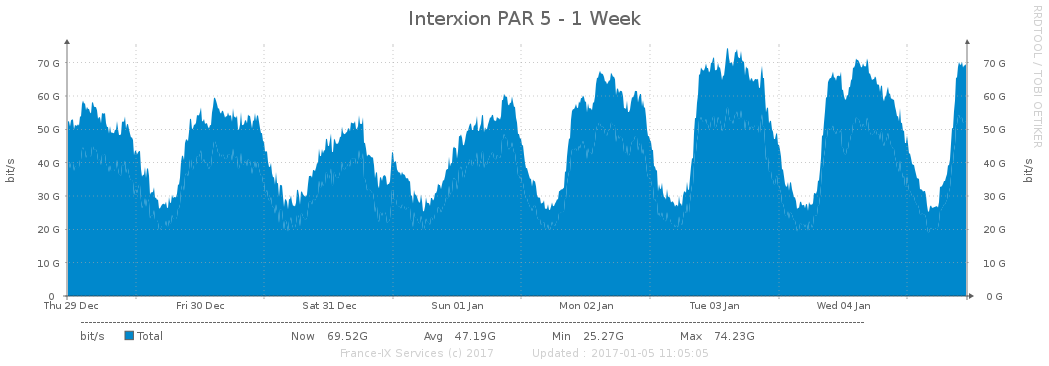 Interxion PAR 5 - 1 Week
RRDTOOL / TOBI OETIKER
bit/s
70 G 70 G
60 G 60 G
50 G 50 G
40 G 40 G
30 G 30 G
20 G 20 G
10 G 10 G
0 0 G
bit/s
Thu 29 Dec Fri 30 Dec Sat 31 Dec Sun 01 Jan Mon 02 Jan Tue 03 Jan Wed 04 Jan
bit/s Total Now 69.52G Avg 47.19G Min 25.27G Max 74.23G
France-IX Services (c) 2017 Updated : 2017-01-05 11:05:05